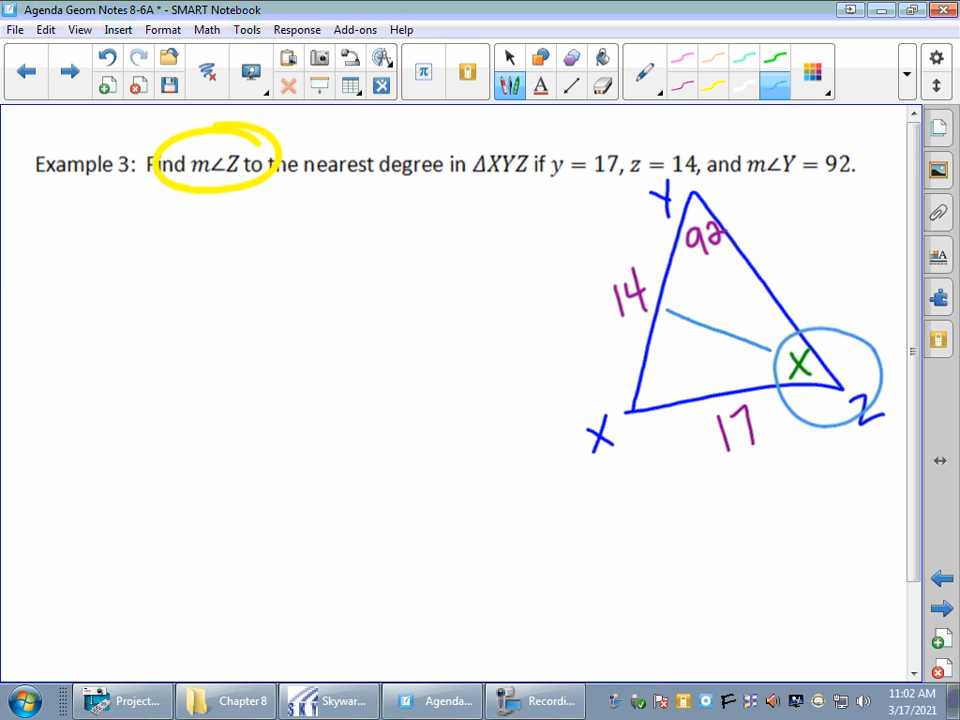 Agenda Geom Notes 8-6A * - SMART Notebook
File Edit View Insert Format Math Tools Response Add-ons Help
π A
Example 3: Find m∠Z to the nearest degree in ΔXYZ if y = 17, z = 14, and m∠Y = 92.
Y
92
14
X
Z
17
X
Project... Chapter 8 Skywar... Agenda... Recordi...
11:02 AM
3/17/2021